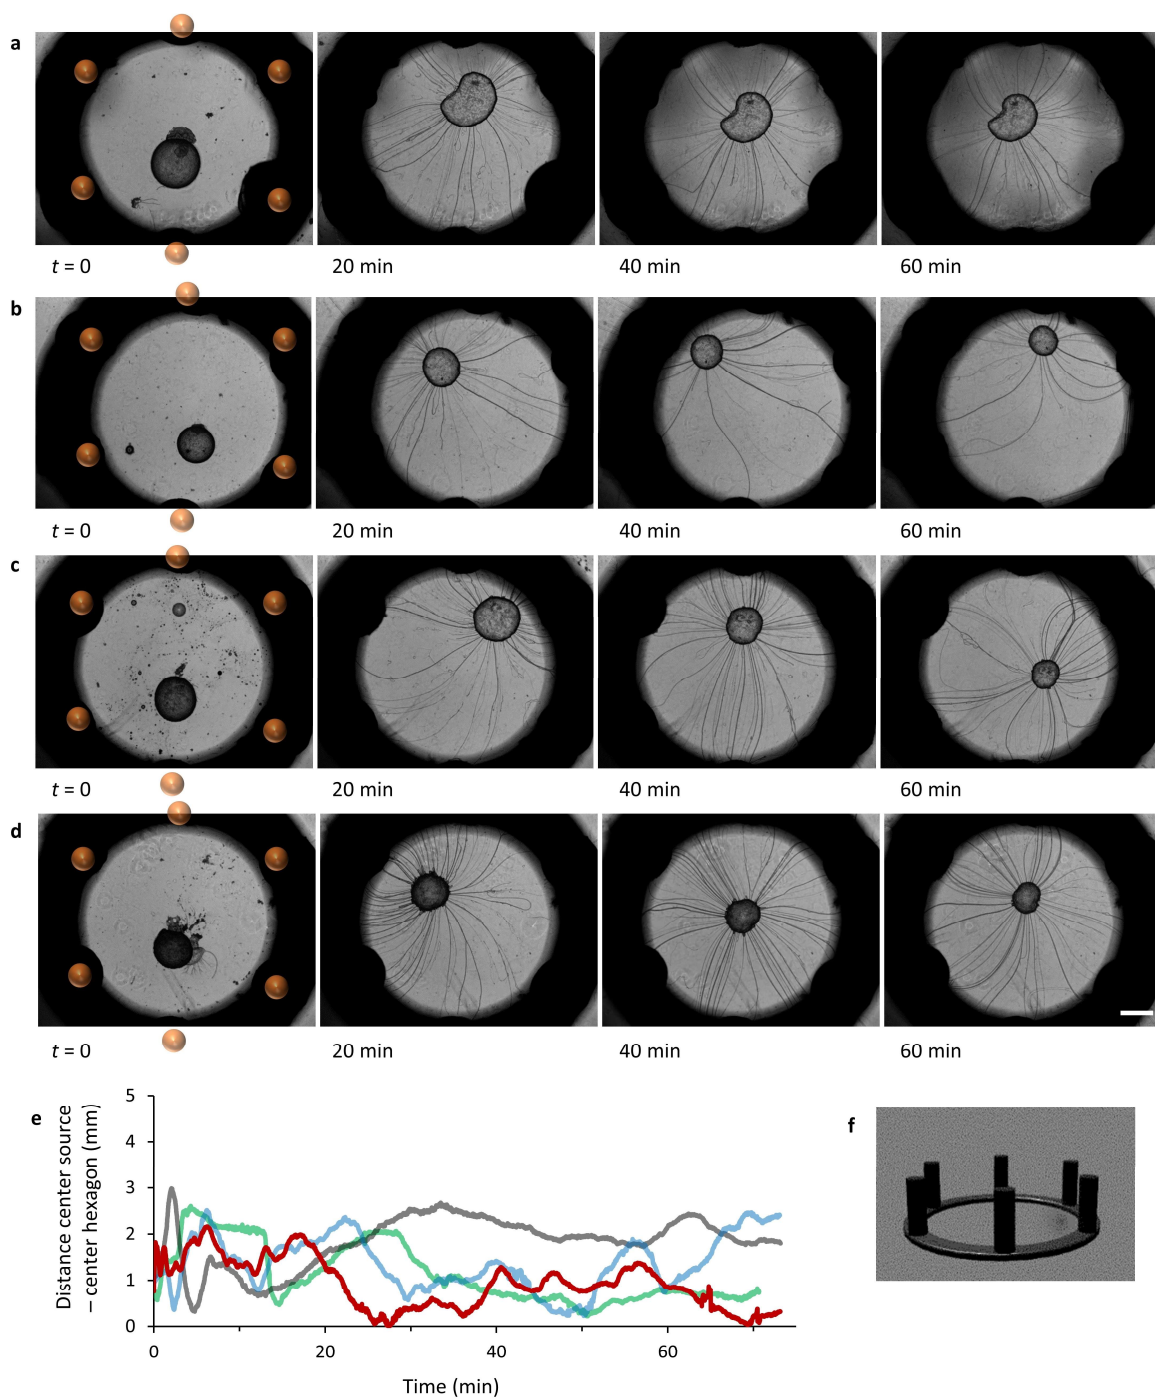 a
t = 0
20 min
40 min
60 min
b
t = 0
20 min
40 min
60 min
c
t = 0
20 min
40 min
60 min
d
t = 0
20 min
40 min
60 min
e
Distance center source
– center hexagon (mm)
5
4
3
2
1
0
0
20
40
60
Time (min)
f